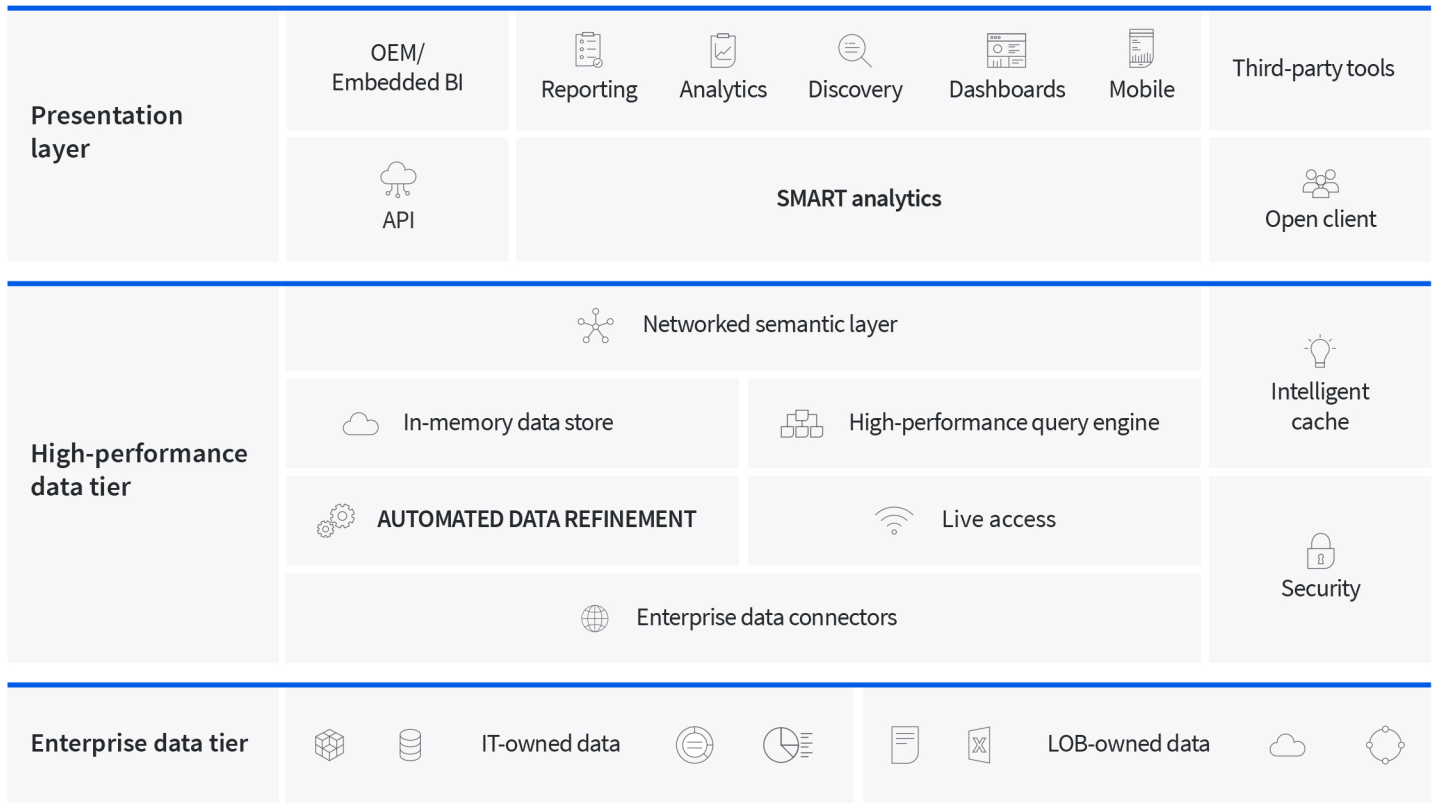 Presentation
layer
OEM/
Embedded BI
Reporting
Analytics
Discovery
Dashboards
Mobile
Third-party tools
API
SMART analytics
Open client
High-performance
data tier
Networked semantic layer
In-memory data store
High-performance query engine
AUTOMATED DATA REFINEMENT
Live access
Enterprise data connectors
Intelligent
cache
Security
Enterprise data tier
IT-owned data
X
LOB-owned data